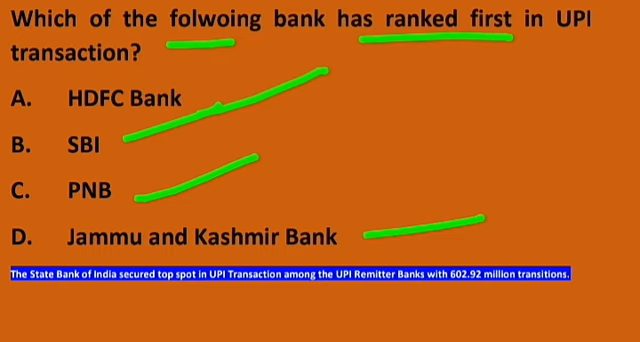 Which of the folwoing bank has ranked first in UPI
transaction?
A. HDFC Bank
B. SBI
C. PNB
D. Jammu and Kashmir Bank
The State Bank of India secured top spot in UPI Transaction among the UPI Remitter Banks with 602.92 million transitions.